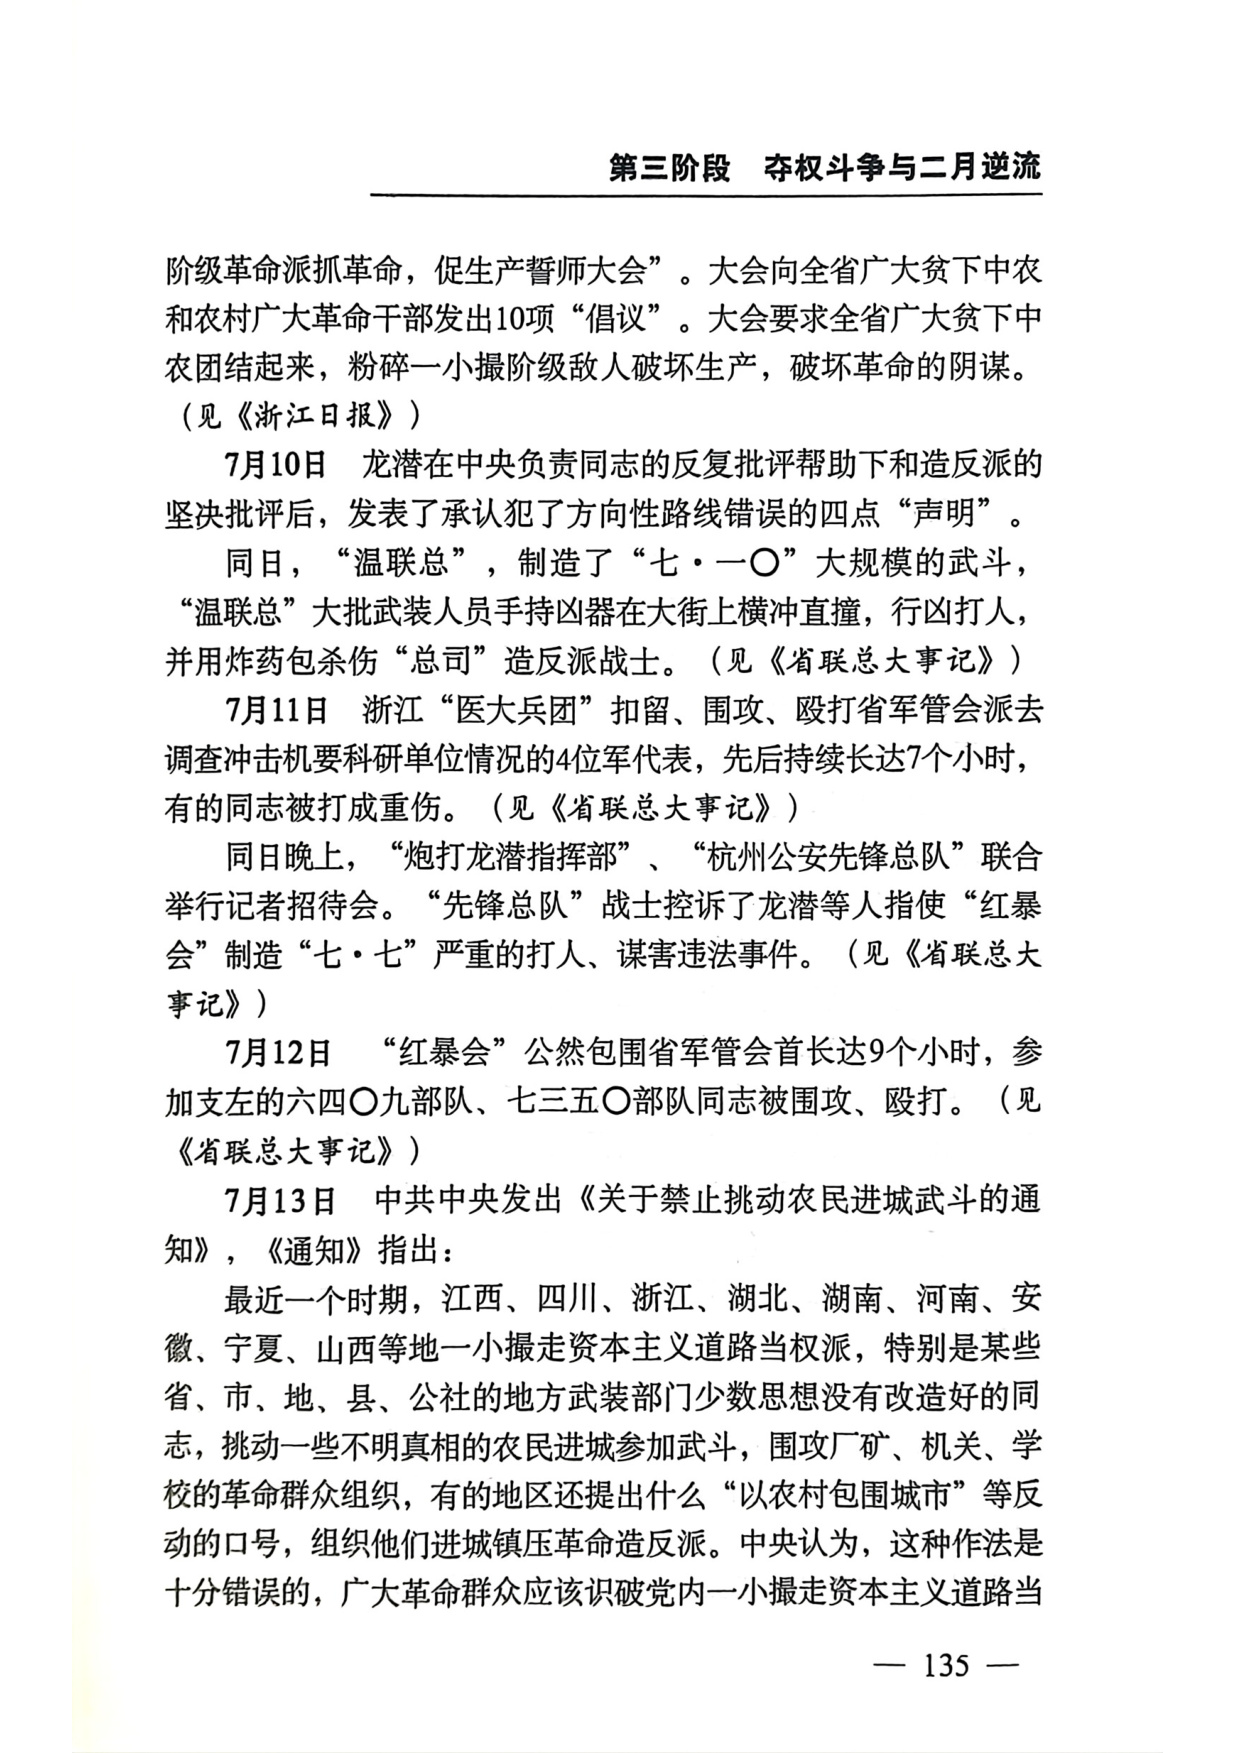 第三阶段　夺权斗争与二月逆流
阶级革命派抓革命，促生产誓师大会”。大会向全省广大贫下中农
和农村广大革命干部发出10项“倡议”。大会要求全省广大贫下中
农团结起来，粉碎一小撮阶级敌人破坏生产，破坏革命的阴谋。
（见《浙江日报》）
7月10日　龙潜在中央负责同志的反复批评帮助下和造反派的
坚决批评后，发表了承认犯了方向性路线错误的四点“声明”。
同日，“温联总”，制造了“七·一〇”大规模的武斗，
“温联总”大批武装人员手持凶器在大街上横冲直撞，行凶打人，
并用炸药包杀伤“总司”造反派战士。（见《省联总大事记》）
7月11日　浙江“医大兵团”扣留、围攻、殴打省军管会派去
调查冲击机要科研单位情况的4位军代表，先后持续长达7个小时，
有的同志被打成重伤。（见《省联总大事记》）
同日晚上，“炮打龙潜指挥部”、“杭州公安先锋总队”联合
举行记者招待会。“先锋总队”战士控诉了龙潜等人指使“红暴
会”制造“七·七”严重的打人、谋害违法事件。（见《省联总大
事记》）
7月12日　“红暴会”公然包围省军管会首长达9个小时，参
加支左的六四〇九部队、七三五〇部队同志被围攻、殴打。（见
《省联总大事记》）
7月13日　中共中央发出《关于禁止挑动农民进城武斗的通
知》，《通知》指出：
最近一个时期，江西、四川、浙江、湖北、湖南、河南、安
徽、宁夏、山西等地一小撮走资本主义道路当权派，特别是某些
省、市、地、县、公社的地方武装部门少数思想没有改造好的同
志，挑动一些不明真相的农民进城参加武斗，围攻厂矿、机关、学
校的革命群众组织，有的地区还提出什么“以农村包围城市”等反
动的口号，组织他们进城镇压革命造反派。中央认为，这种作法是
十分错误的，广大革命群众应该识破党内一小撮走资本主义道路当
— 135 —